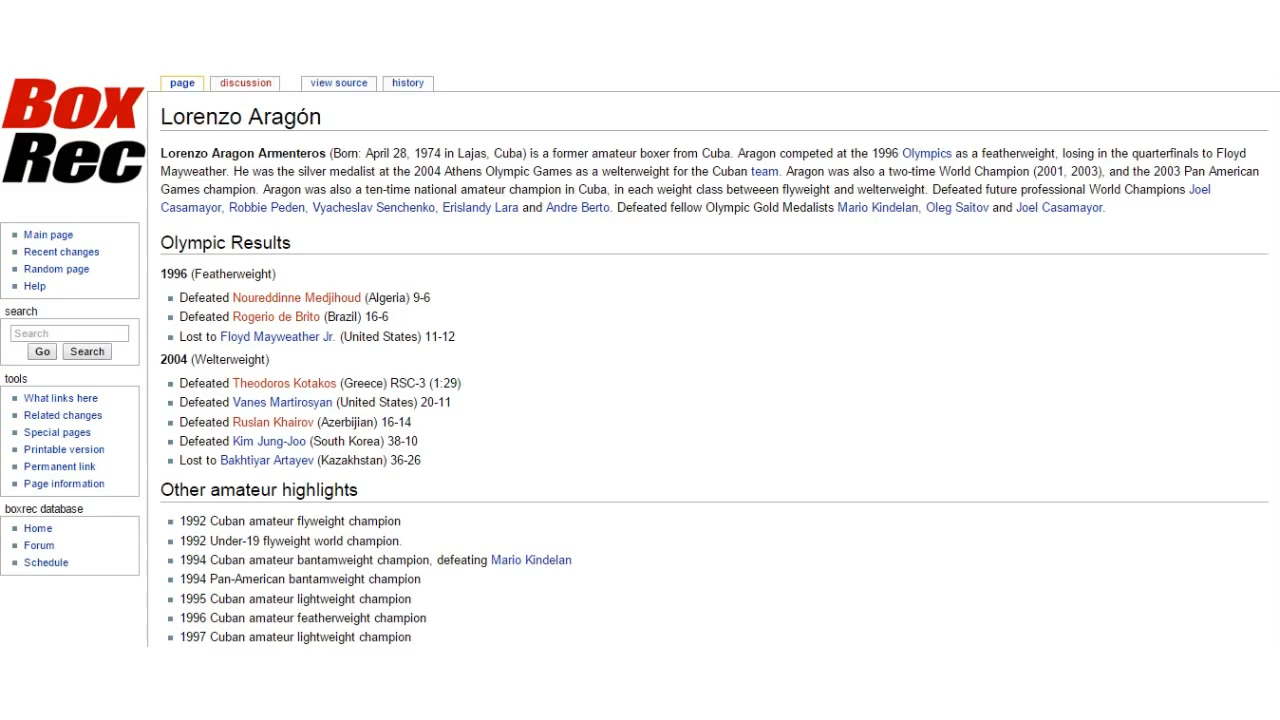 Box
Rec
page
discussion
view source
history
Lorenzo Aragón
Lorenzo Aragon Armenteros (Born: April 28, 1974 in Lajas, Cuba) is a former amateur boxer from Cuba. Aragon competed at the 1996 Olympics as a featherweight, losing in the quarterfinals to Floyd
Mayweather. He was the silver medalist at the 2004 Athens Olympic Games as a welterweight for the Cuban team. Aragon was also a two-time World Champion (2001, 2003), and the 2003 Pan American
Games champion. Aragon was also a ten-time national amateur champion in Cuba, in each weight class betweeen flyweight and welterweight. Defeated future professional World Champions Joel
Casamayor, Robbie Peden, Vyacheslav Senchenko, Erislandy Lara and Andre Berto. Defeated fellow Olympic Gold Medalists Mario Kindelan, Oleg Saitov and Joel Casamayor.
Main page
Recent changes
Random page
Help
search
Search
Go
Search
tools
What links here
Related changes
Special pages
Printable version
Permanent link
Page information
boxrec database
Home
Forum
Schedule
Olympic Results
1996 (Featherweight)
Defeated Noureddinne Medjihoud (Algeria) 9-6
Defeated Rogerio de Brito (Brazil) 16-6
Lost to Floyd Mayweather Jr. (United States) 11-12
2004 (Welterweight)
Defeated Theodoros Kotakos (Greece) RSC-3 (1:29)
Defeated Vanes Martirosyan (United States) 20-11
Defeated Ruslan Khairov (Azerbijian) 16-14
Defeated Kim Jung-Joo (South Korea) 38-10
Lost to Bakhtiyar Artayev (Kazakhstan) 36-26
Other amateur highlights
1992 Cuban amateur flyweight champion
1992 Under-19 flyweight world champion.
1994 Cuban amateur bantamweight champion, defeating Mario Kindelan
1994 Pan-American bantamweight champion
1995 Cuban amateur lightweight champion
1996 Cuban amateur featherweight champion
1997 Cuban amateur lightweight champion